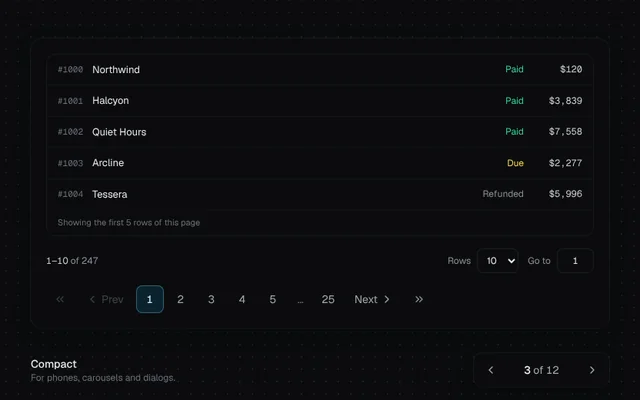 #1000 Northwind Paid $120
#1001 Halcyon Paid $3,839
#1002 Quiet Hours Paid $7,558
#1003 Arcline Due $2,277
#1004 Tessera Refunded $5,996
Showing the first 5 rows of this page
1–10 of 247 Rows 10 Go to 1
« ‹ Prev 1 2 3 4 5 … 25 Next › »
Compact
For phones, carousels and dialogs.
‹ 3 of 12 ›